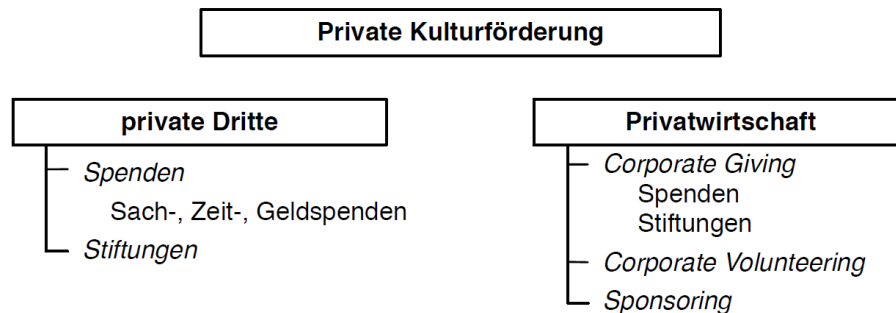 Private Kulturförderung
private Dritte
Spenden
Sach-, Zeit-, Geldspenden
Stiftungen
Privatwirtschaft
Corporate Giving
Spenden
Stiftungen
Corporate Volunteering
Sponsoring